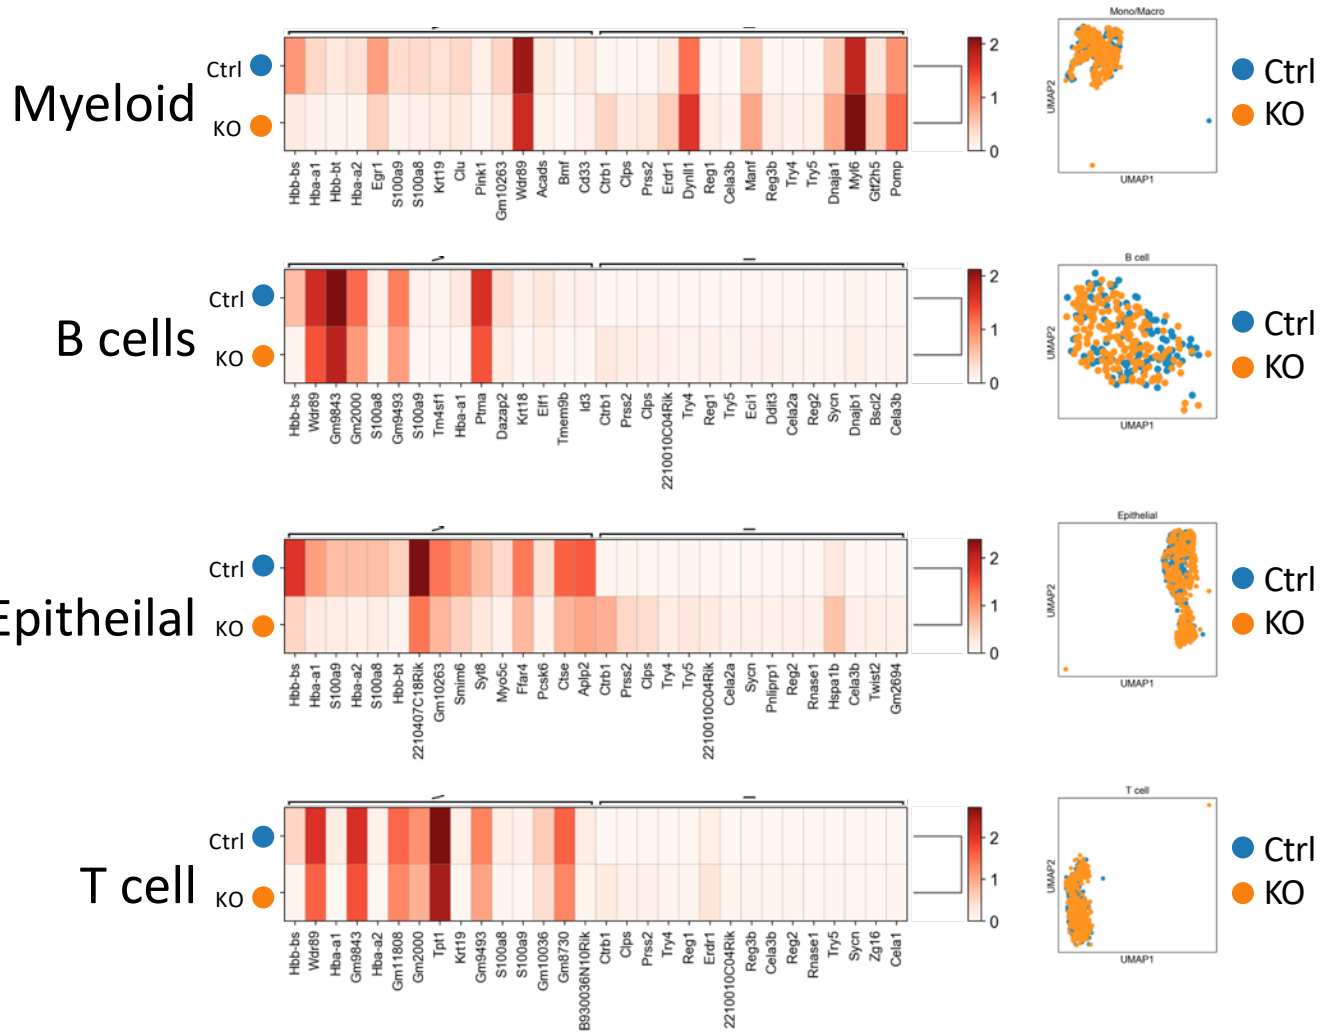 Myeloid
Ctrl
KO
2
1
0
Hbb-bs
Hba-a1
Hbb-bt
Hba-a2
Egr1
S100a9
S100a8
Krt19
Clu
Pink1
Gm10263
Wdr89
Acads
Bmf
Cd33
Ctrb1
Clps
Prss2
Erdr1
Dynll1
Reg1
Cela3b
Manf
Reg3b
Try4
Try5
Dnaja1
Myl6
Gtf2h5
Pomp
Mono/Macro
UMAP2
UMAP1
Ctrl
KO
B cells
Ctrl
KO
2
1
0
Hbb-bs
Wdr89
Gm9843
Gm2000
S100a8
Gm9493
S100a9
Tm4sf1
Hba-a1
Ptma
Dazap2
Krt18
Elf1
Tmem9b
Id3
Ctrb1
Prss2
Clps
2210010C04Rik
Try4
Reg1
Try5
Eci1
Ddit3
Cela2a
Reg2
Sycn
Dnajb1
Bscl2
Cela3b
B cell
UMAP2
UMAP1
Ctrl
KO
Epitheilal
Ctrl
KO
2
1
0
Hbb-bs
Hba-a1
S100a9
Hba-a2
S100a8
Hbb-bt
2210407C18Rik
Gm10263
Smim6
Syt8
Myo5c
Ffar4
Pcsk6
Ctse
Aplp2
Ctrb1
Prss2
Clps
Try4
Try5
2210010C04Rik
Cela2a
Sycn
Pnliprp1
Reg2
Rnase1
Hspa1b
Cela3b
Twist2
Gm2694
Epithelial
UMAP2
UMAP1
Ctrl
KO
T cell
Ctrl
KO
2
1
0
Hbb-bs
Wdr89
Hba-a1
Gm9843
Hba-a2
Gm11808
Gm2000
Tpt1
Krt19
Gm9493
S100a8
S100a9
Gm10036
Gm8730
B930036N10Rik
Ctrb1
Clps
Prss2
Try4
Reg1
Erdr1
2210010C04Rik
Reg3b
Cela3b
Reg2
Rnase1
Try5
Sycn
Zg16
Cela1
T cell
UMAP2
UMAP1
Ctrl
KO